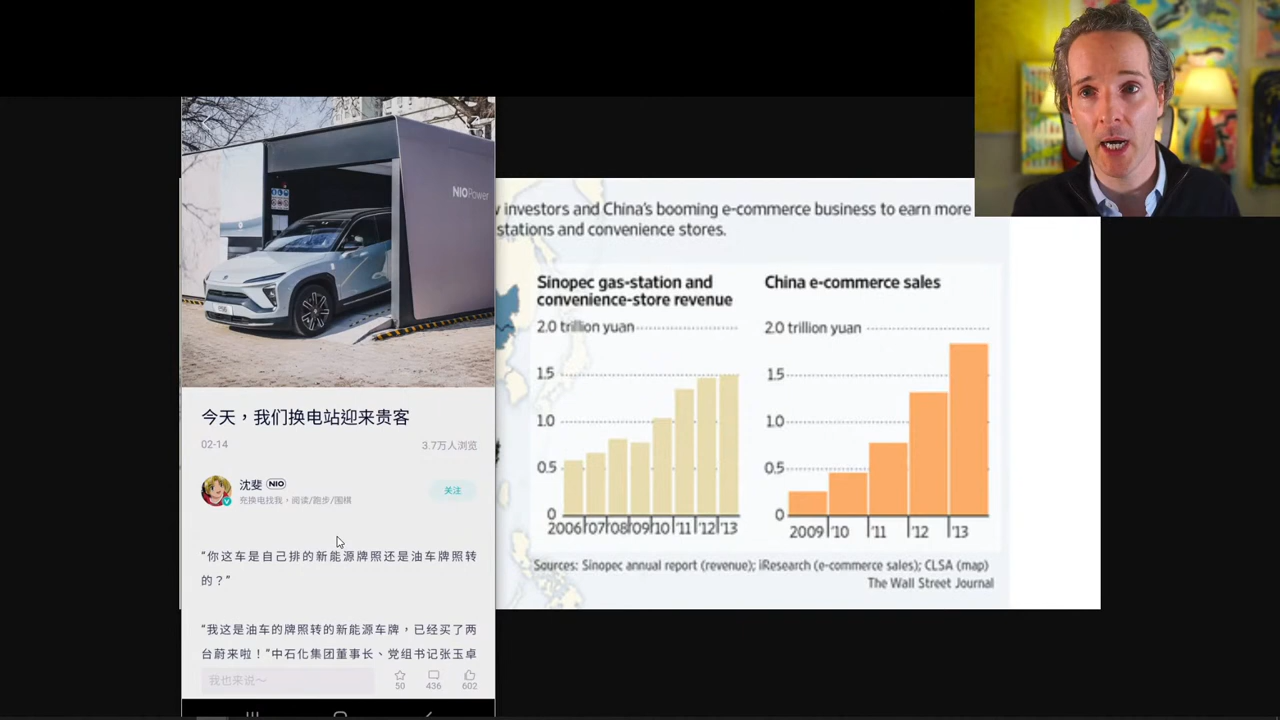 NIOPower
今天，我们换电站迎来贵客
02-14
3.7万人浏览
沈斐 NIO
充换电找我，阅读/跑步/围棋
关注
“你这车是自己排的新能源牌照还是油车牌照转
的？”
“我这是油车的牌照转的新能源车牌，已经买了两
台蔚来啦！”中石化集团董事长、党组书记张玉卓
我也来说～
50
436
602
investors and China's booming e-commerce business to earn more
stations and convenience stores.
Sinopec gas-station and
convenience-store revenue
2.0 trillion yuan
1.5
1.0
0.5
0
2006 '07 '08 '09 '10 '11 '12 '13
China e-commerce sales
2.0 trillion yuan
1.5
1.0
0.5
0
2009 '10 '11 '12 '13
Sources: Sinopec annual report (revenue); iResearch (e-commerce sales); CLSA (map)
The Wall Street Journal